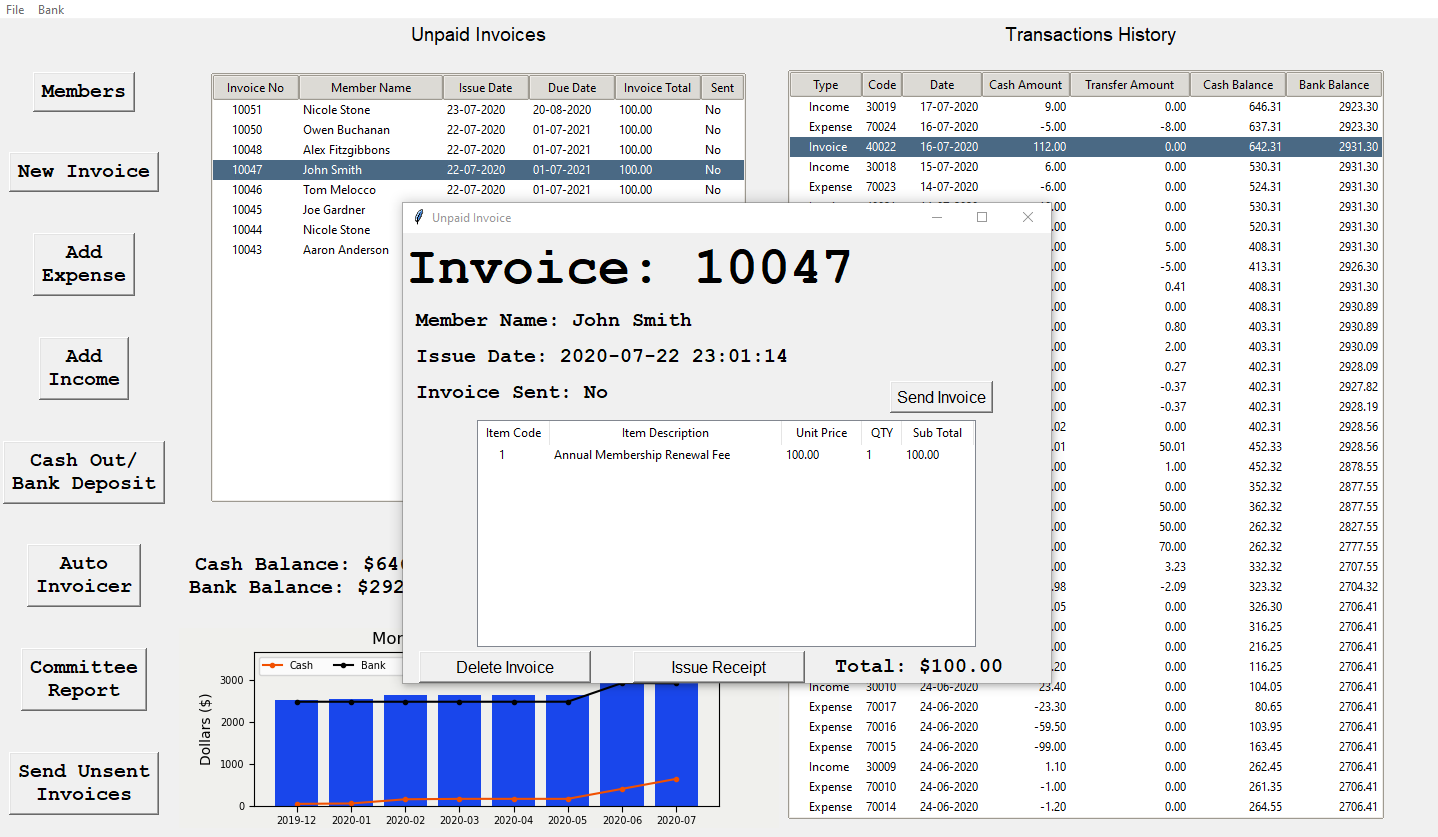 File Bank
Unpaid Invoices
Transactions History
Members
New Invoice
Add
Expense
Add
Income
Cash Out/
Bank Deposit
Auto
Invoicer
Committee
Report
Send Unsent
Invoices
Invoice No Member Name Issue Date Due Date Invoice Total Sent
10051 Nicole Stone 23-07-2020 20-08-2020 100.00 No
10050 Owen Buchanan 22-07-2020 01-07-2021 100.00 No
10048 Alex Fitzgibbons 22-07-2020 01-07-2021 100.00 No
10047 John Smith 22-07-2020 01-07-2021 100.00 No
10046 Tom Melocco 22-07-2020 01-07-2021 100.00 No
10045 Joe Gardner
10044 Nicole Stone
10043 Aaron Anderson
Unpaid Invoice
Invoice: 10047
Member Name: John Smith
Issue Date: 2020-07-22 23:01:14
Invoice Sent: No
Send Invoice
Item Code Item Description Unit Price QTY Sub Total
1 Annual Membership Renewal Fee 100.00 1 100.00
Delete Invoice Issue Receipt Total: $100.00
Cash Balance: $64
Bank Balance: $292
Mon
Cash Bank
Dollars ($)
3000
2000
1000
0
2019-12 2020-01 2020-02 2020-03 2020-04 2020-05 2020-06 2020-07
Type Code Date Cash Amount Transfer Amount Cash Balance Bank Balance
Income 30019 17-07-2020 9.00 0.00 646.31 2923.30
Expense 70024 16-07-2020 -5.00 -8.00 637.31 2923.30
Invoice 40022 16-07-2020 112.00 0.00 642.31 2931.30
Income 30018 15-07-2020 6.00 0.00 530.31 2931.30
Expense 70023 14-07-2020 -6.00 0.00 524.31 2931.30
.00 0.00 530.31 2931.30
.00 0.00 520.31 2931.30
.00 5.00 408.31 2931.30
.00 -5.00 413.31 2926.30
.00 0.41 408.31 2931.30
.00 0.00 408.31 2930.89
.00 0.80 403.31 2930.89
.00 2.00 403.31 2930.09
.00 0.27 402.31 2928.09
.00 -0.37 402.31 2927.82
.00 -0.37 402.31 2928.19
.02 0.00 402.31 2928.56
.01 50.01 452.33 2928.56
.00 1.00 452.32 2878.55
.00 0.00 352.32 2877.55
.00 50.00 362.32 2877.55
.00 50.00 262.32 2827.55
.00 70.00 262.32 2777.55
.00 3.23 332.32 2707.55
.98 -2.09 323.32 2704.32
.05 0.00 326.30 2706.41
.00 0.00 316.25 2706.41
.00 0.00 216.25 2706.41
.20 0.00 116.25 2706.41
Income 30010 24-06-2020 23.40 0.00 104.05 2706.41
Expense 70017 24-06-2020 -23.30 0.00 80.65 2706.41
Expense 70016 24-06-2020 -59.50 0.00 103.95 2706.41
Expense 70015 24-06-2020 -99.00 0.00 163.45 2706.41
Income 30009 24-06-2020 1.10 0.00 262.45 2706.41
Expense 70010 24-06-2020 -1.00 0.00 261.35 2706.41
Expense 70014 24-06-2020 -1.20 0.00 264.55 2706.41